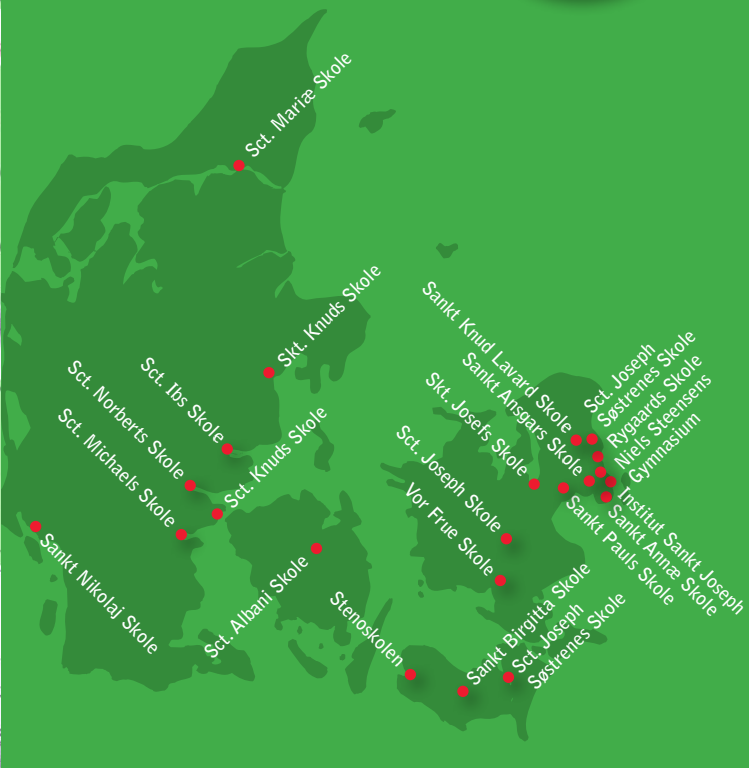 Sct. Mariæ Skole
Skt. Knuds Skole
Sct. Ibs Skole
Sct. Norberts Skole
Sct. Michaels Skole
Sct. Knuds Skole
Sankt Nikolaj Skole
Sct. Albani Skole
Sankt Knud Lavard Skole
Sankt Ansgars Skole
Skt. Josefs Skole
Sct. Joseph Skole
Vor Frue Skole
Sct. Joseph
Søstrenes Skole
Rygaards Skole
Niels Steensens
Gymnasium
Institut Sankt Joseph
Sankt Annæ Skole
Sankt Pauls Skole
Stenoskolen
Sankt Birgitta Skole
Sct. Joseph
Søstrenes Skole